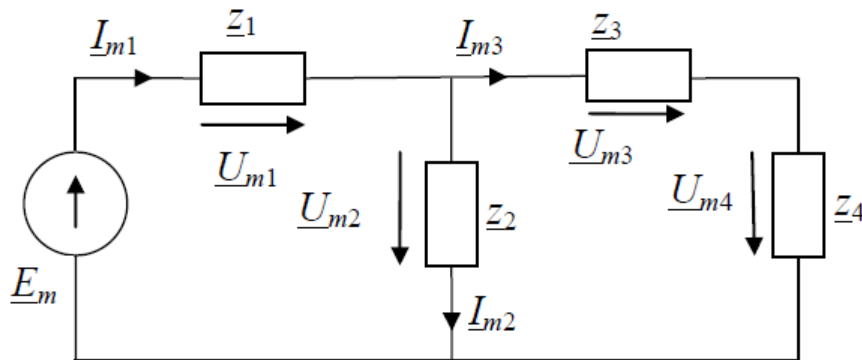 I_m1
z_1
I_m3
z_3
U_m1
U_m3
U_m2
z_2
U_m4
z_4
E_m
I_m2